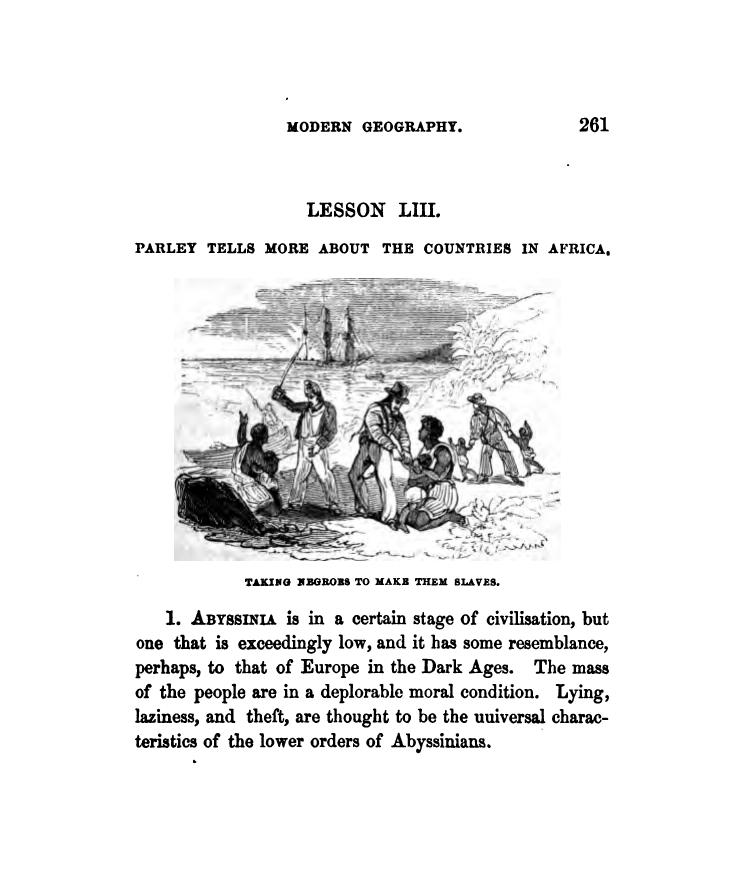 MODERN GEOGRAPHY. 261
LESSON LIII.
PARLEY TELLS MORE ABOUT THE COUNTRIES IN AFRICA.
TAKING NEGROES TO MAKE THEM SLAVES.
1. ABYSSINIA is in a certain stage of civilisation, but
one that is exceedingly low, and it has some resemblance,
perhaps, to that of Europe in the Dark Ages. The mass
of the people are in a deplorable moral condition. Lying,
laziness, and theft, are thought to be the universal charac-
teristics of the lower orders of Abyssinians.